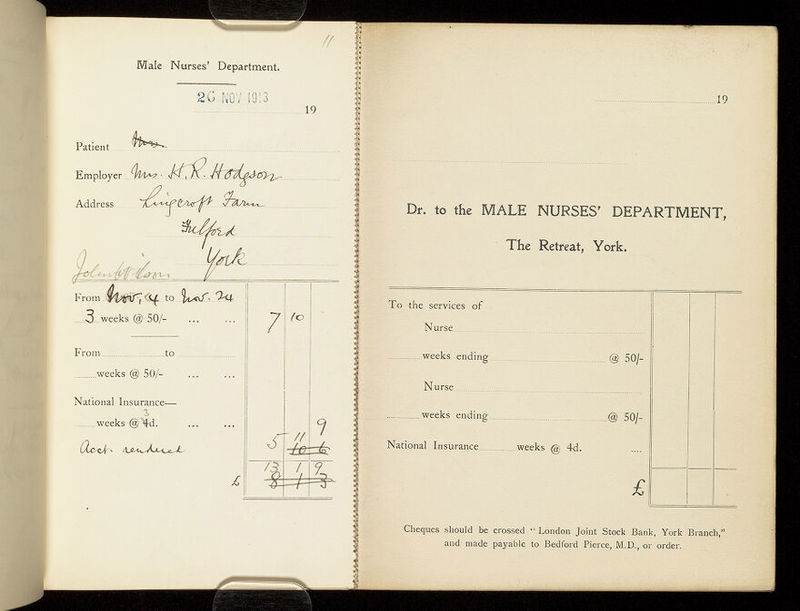 11
Male Nurses' Department.
26 NOV 1913
19
Patient Mrs.
Employer Mrs. H. R. Hodgson
Address Lingcroft Farm
Fulford
York
John Wilson
From Nov. 4 to Nov. 24
3 weeks @ 50/- ... ... 7 10
From to
weeks @ 50/- ... ...
National Insurance—
3
weeks @ 4d. ... ... 9
Acct. rendered 5 11
10 6
13 1 9
£ 8 1 3
19
Dr. to the MALE NURSES' DEPARTMENT,
The Retreat, York.
To the services of
Nurse
weeks ending @ 50/-
Nurse
weeks ending @ 50/-
National Insurance weeks @ 4d. ....
£
Cheques should be crossed "London Joint Stock Bank, York Branch,"
and made payable to Bedford Pierce, M.D., or order.